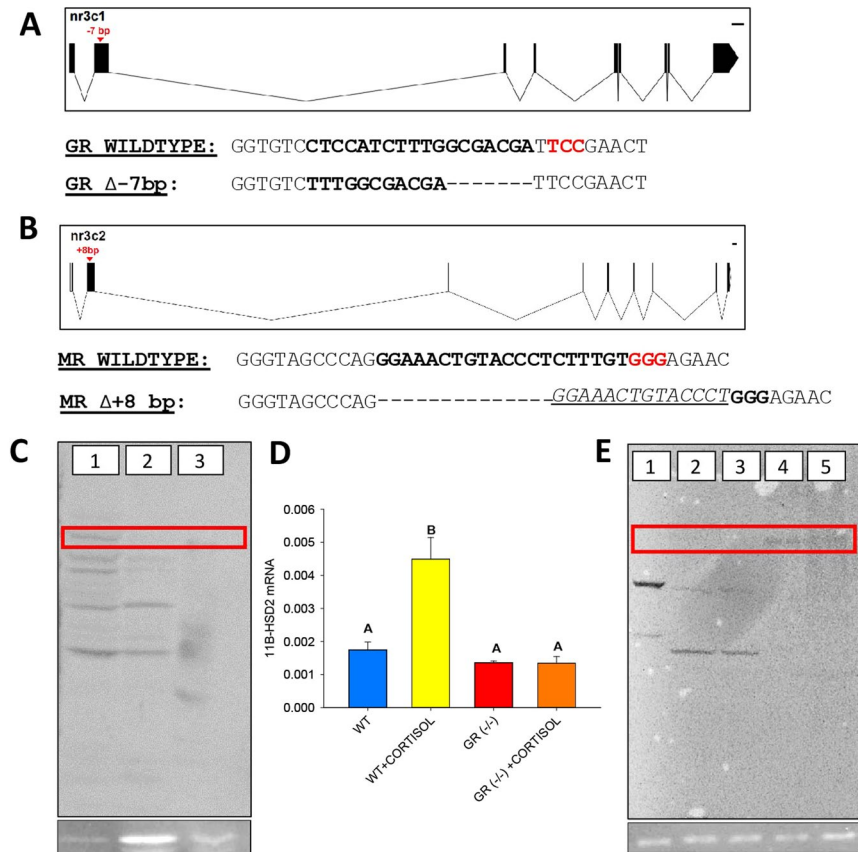 A
nr3c1
-7 bp
GR WILDTYPE: GGTGTCCTCCATCTTTGGCGACGATTCCGAACT
GR Δ-7bp: GGTGTCTTTGGCGACGA-------TTCCGAACT
B
nr3c2
+8bp
MR WILDTYPE: GGGTAGCCCAGGGAAACTGTACCCTCTTTGTGGGAGAAC
MR Δ+8 bp: GGGTAGCCCAG--------------GGAAACTGTACCCTGGGAGAAC
C
1 2 3
D
0.006
0.005
0.004
0.003
0.002
0.001
0.000
11B-HSD2 mRNA
A
B
A
A
WT
WT+CORTISOL
GR (-/-)
GR (-/-) +CORTISOL
E
1 2 3 4 5